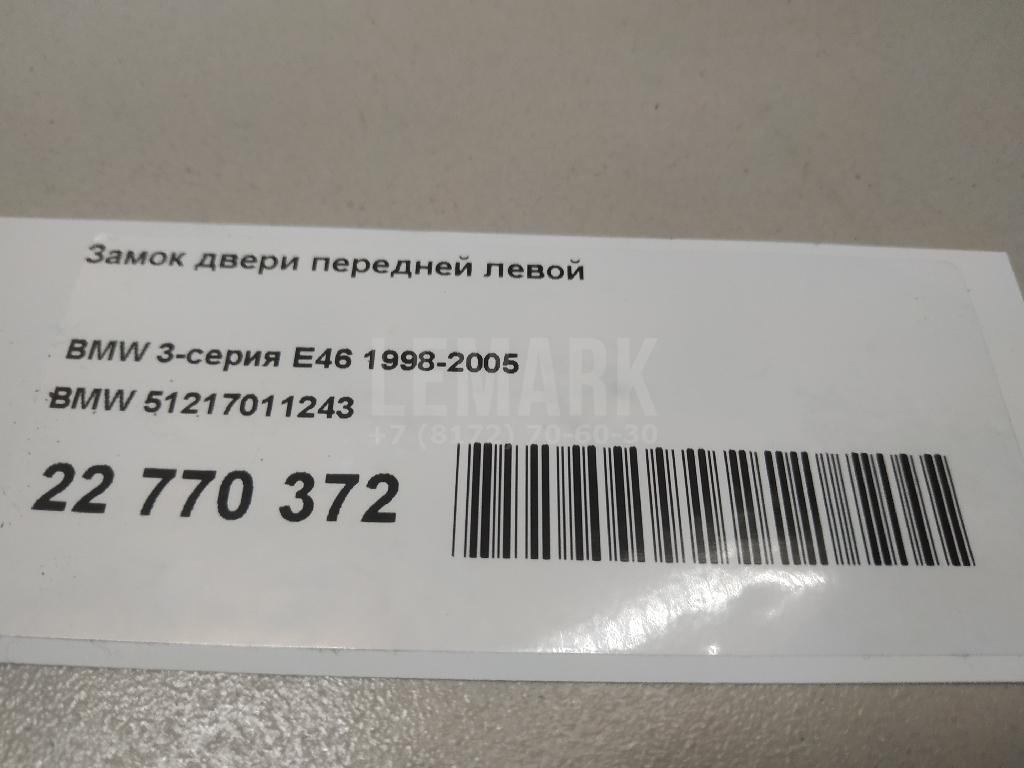 Замок двери передней левой
BMW 3-серия E46 1998-2005
BMW 51217011243
LEMARK
+7 (8172) 70-60-30
22 770 372